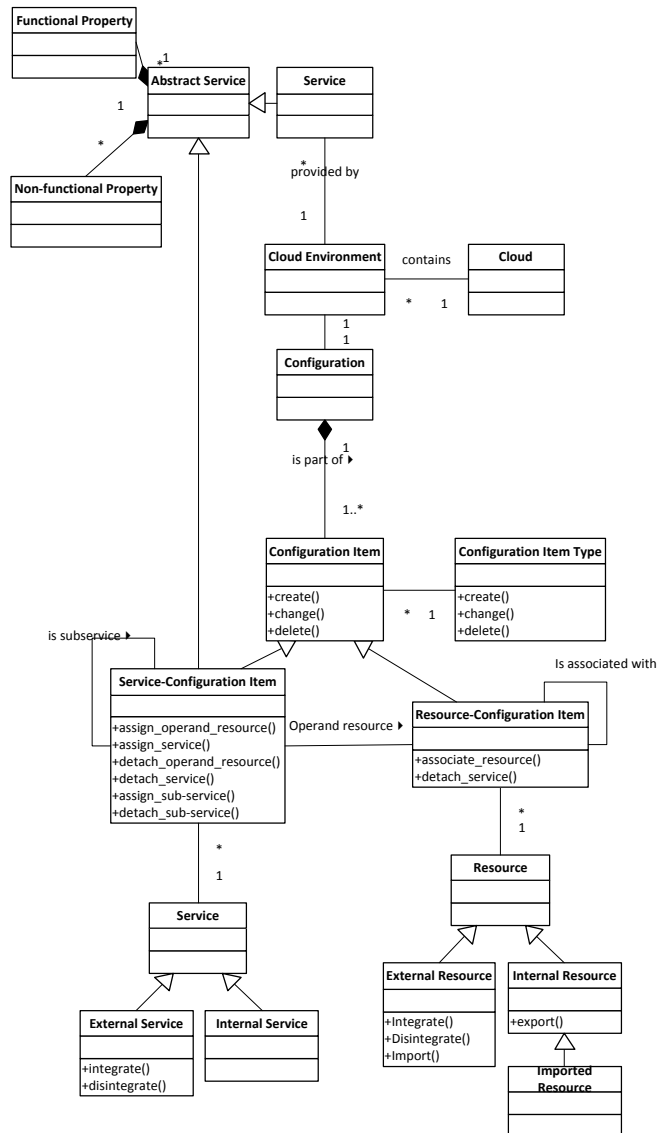 Functional Property
*
1
Abstract Service
Service
1
*
Non-functional Property
*
provided by
1
Cloud Environment
contains
Cloud
*
1
1
1
Configuration
1
is part of
1..*
Configuration Item
+create()
+change()
+delete()
Configuration Item Type
+create()
+change()
+delete()
*
1
is subservice
Is associated with
Service-Configuration Item
+assign_operand_resource()
+assign_service()
+detach_operand_resource()
+detach_service()
+assign_sub-service()
+detach_sub-service()
Operand resource
Resource-Configuration Item
+associate_resource()
+detach_service()
*
1
*
1
Resource
Service
External Resource
+Integrate()
+Disintegrate()
+Import()
Internal Resource
+export()
External Service
+integrate()
+disintegrate()
Internal Service
Imported
Resource